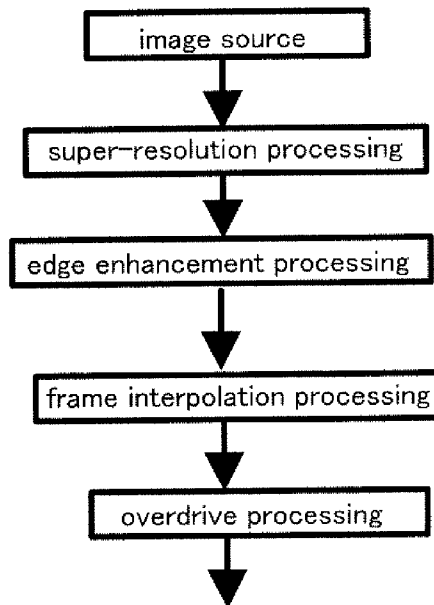 image source
super-resolution processing
edge enhancement processing
frame interpolation processing
overdrive processing